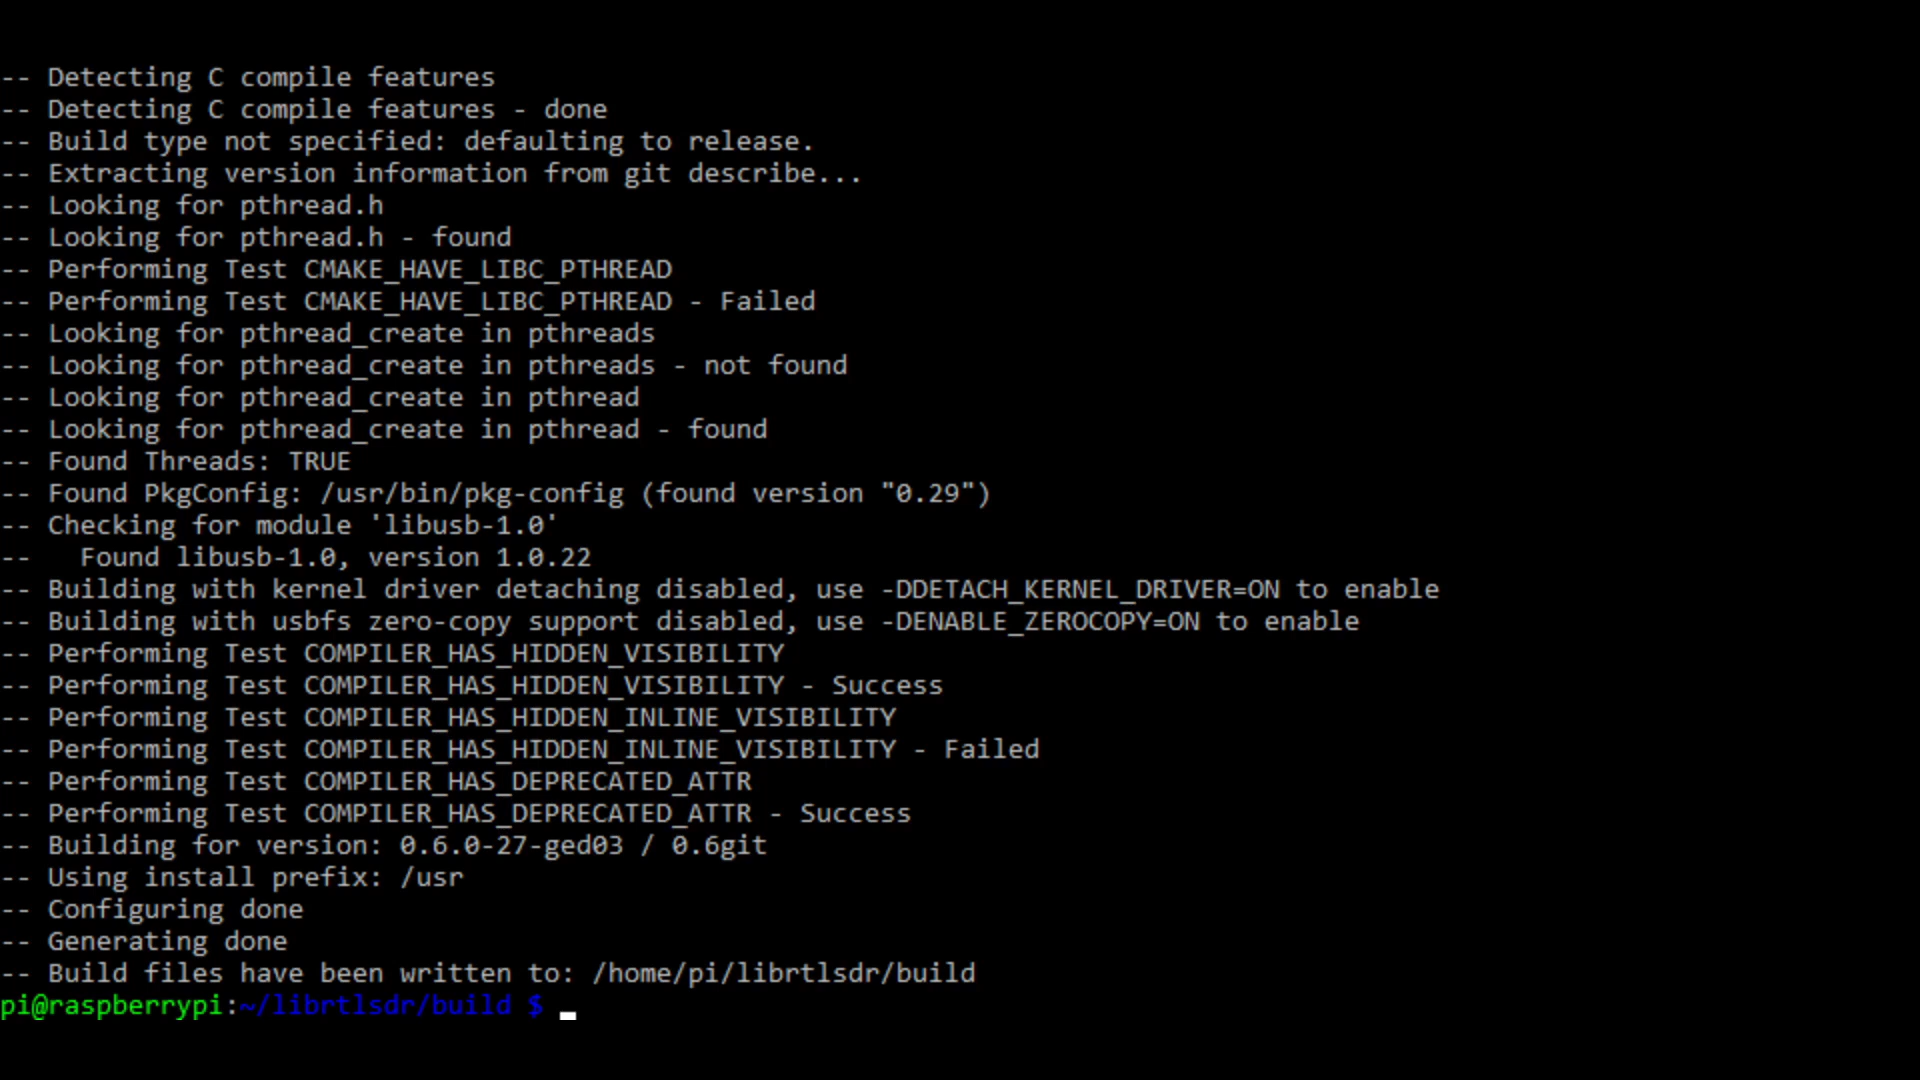 -- Detecting C compile features
-- Detecting C compile features - done
-- Build type not specified: defaulting to release.
-- Extracting version information from git describe...
-- Looking for pthread.h
-- Looking for pthread.h - found
-- Performing Test CMAKE_HAVE_LIBC_PTHREAD
-- Performing Test CMAKE_HAVE_LIBC_PTHREAD - Failed
-- Looking for pthread_create in pthreads
-- Looking for pthread_create in pthreads - not found
-- Looking for pthread_create in pthread
-- Looking for pthread_create in pthread - found
-- Found Threads: TRUE
-- Found PkgConfig: /usr/bin/pkg-config (found version "0.29")
-- Checking for module 'libusb-1.0'
--   Found libusb-1.0, version 1.0.22
-- Building with kernel driver detaching disabled, use -DDETACH_KERNEL_DRIVER=ON to enable
-- Building with usbfs zero-copy support disabled, use -DENABLE_ZEROCOPY=ON to enable
-- Performing Test COMPILER_HAS_HIDDEN_VISIBILITY
-- Performing Test COMPILER_HAS_HIDDEN_VISIBILITY - Success
-- Performing Test COMPILER_HAS_HIDDEN_INLINE_VISIBILITY
-- Performing Test COMPILER_HAS_HIDDEN_INLINE_VISIBILITY - Failed
-- Performing Test COMPILER_HAS_DEPRECATED_ATTR
-- Performing Test COMPILER_HAS_DEPRECATED_ATTR - Success
-- Building for version: 0.6.0-27-ged03 / 0.6git
-- Using install prefix: /usr
-- Configuring done
-- Generating done
-- Build files have been written to: /home/pi/librtlsdr/build
pi@raspberrypi:~/librtlsdr/build $